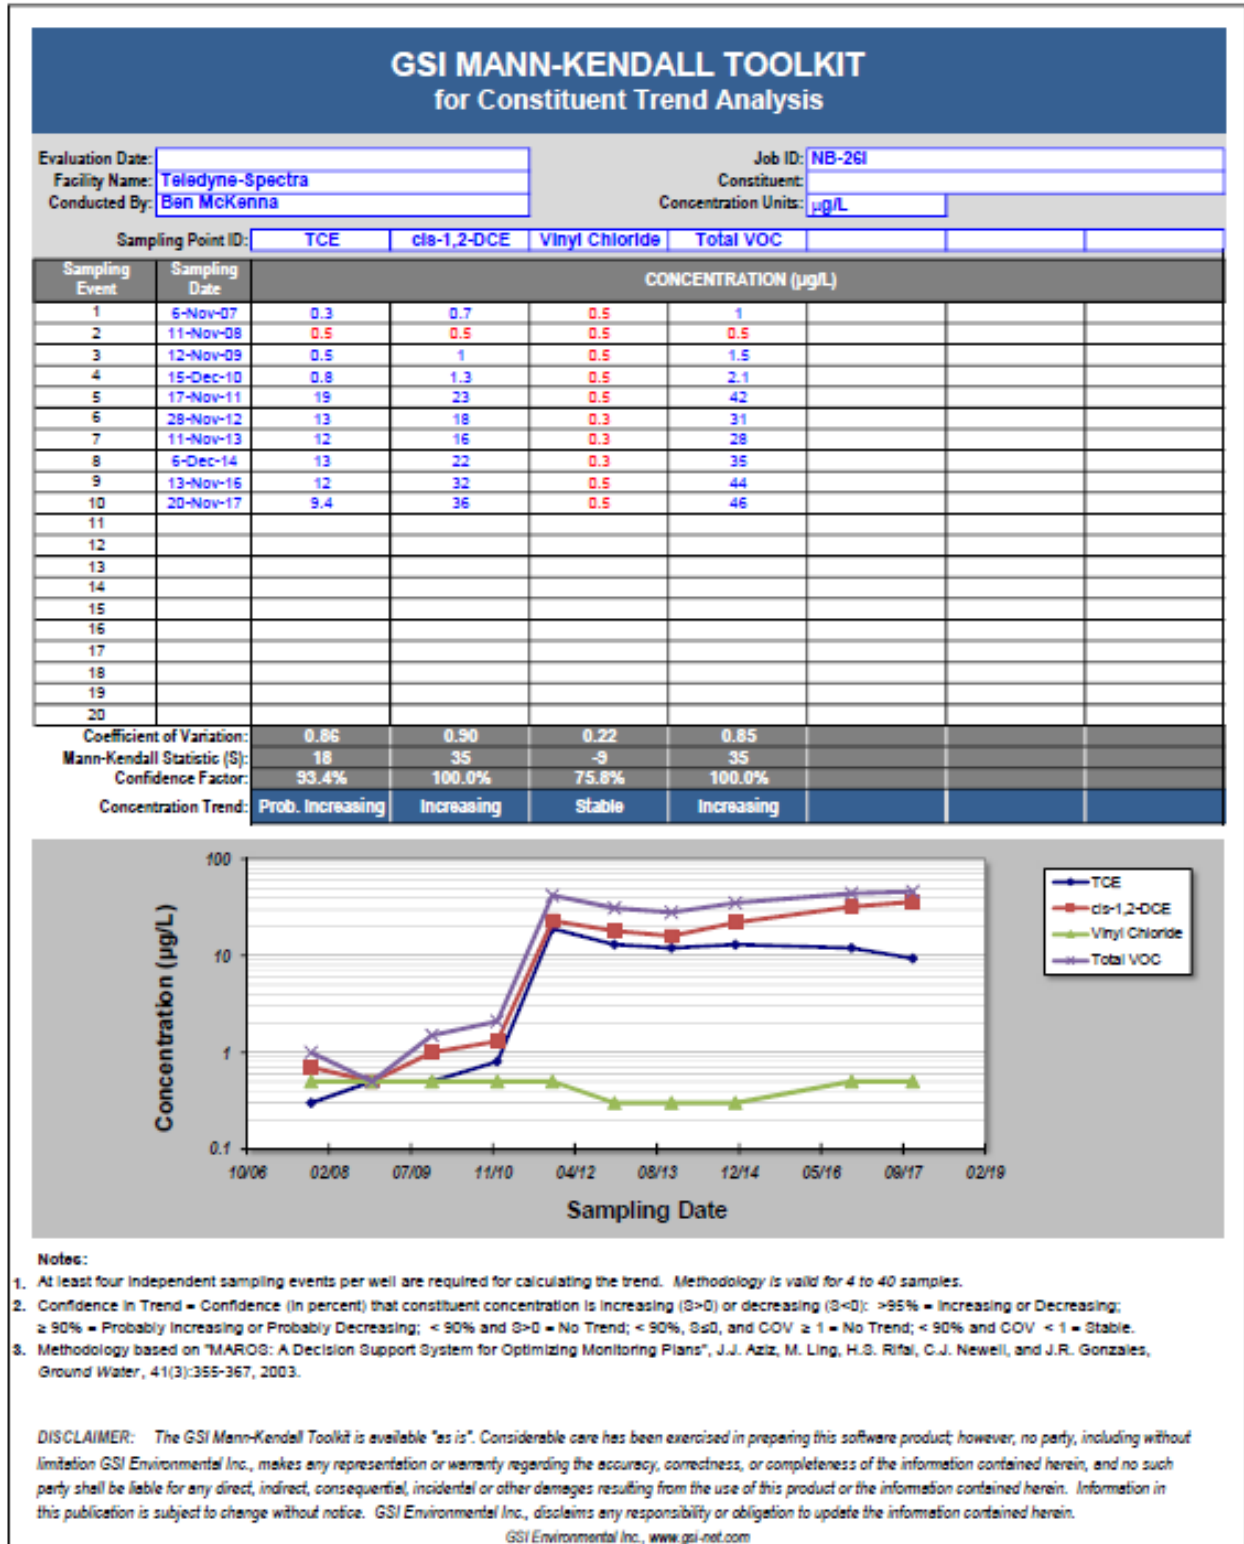 GSI MANN-KENDALL TOOLKIT
for Constituent Trend Analysis
Evaluation Date: Job ID: NB-26I
Facility Name: Teledyne-Spectra Constituent:
Conducted By: Ben McKenna Concentration Units: µg/L
Sampling Point ID: TCE cis-1,2-DCE Vinyl Chloride Total VOC
Sampling Event Sampling Date CONCENTRATION (µg/L)
1 6-Nov-07 0.3 0.7 0.5 1
2 11-Nov-08 0.5 0.5 0.5 0.5
3 12-Nov-09 0.5 1 0.5 1.5
4 15-Dec-10 0.8 1.3 0.5 2.1
5 17-Nov-11 19 23 0.5 42
6 28-Nov-12 13 18 0.3 31
7 11-Nov-13 12 16 0.3 28
8 6-Dec-14 13 22 0.3 35
9 13-Nov-16 12 32 0.5 44
10 20-Nov-17 9.4 36 0.5 46
11
12
13
14
15
16
17
18
19
20
Coefficient of Variation: 0.86 0.90 0.22 0.85
Mann-Kendall Statistic (S): 18 35 -9 35
Confidence Factor: 93.4% 100.0% 75.8% 100.0%
Concentration Trend: Prob. Increasing Increasing Stable Increasing
Concentration (µg/L)
100
10
1
0.1
10/06 02/08 07/09 11/10 04/12 08/13 12/14 05/16 09/17 02/19
Sampling Date
TCE
cis-1,2-DCE
Vinyl Chloride
Total VOC
Notes:
1. At least four independent sampling events per well are required for calculating the trend. Methodology is valid for 4 to 40 samples.
2. Confidence in Trend = Confidence (in percent) that constituent concentration is increasing (S>0) or decreasing (S<0): >95% = Increasing or Decreasing;
≥ 90% = Probably Increasing or Probably Decreasing; < 90% and S>0 = No Trend; < 90%, S≤0, and COV ≥ 1 = No Trend; < 90% and COV < 1 = Stable.
3. Methodology based on "MAROS: A Decision Support System for Optimizing Monitoring Plans", J.J. Aziz, M. Ling, H.S. Rifai, C.J. Newell, and J.R. Gonzales,
Ground Water, 41(3):355-367, 2003.
DISCLAIMER: The GSI Mann-Kendall Toolkit is available "as is". Considerable care has been exercised in preparing this software product; however, no party, including without
limitation GSI Environmental Inc., makes any representation or warranty regarding the accuracy, correctness, or completeness of the information contained herein, and no such
party shall be liable for any direct, indirect, consequential, incidental or other damages resulting from the use of this product or the information contained herein. Information in
this publication is subject to change without notice. GSI Environmental Inc., disclaims any responsibility or obligation to update the information contained herein.
GSI Environmental Inc., www.gsi-net.com